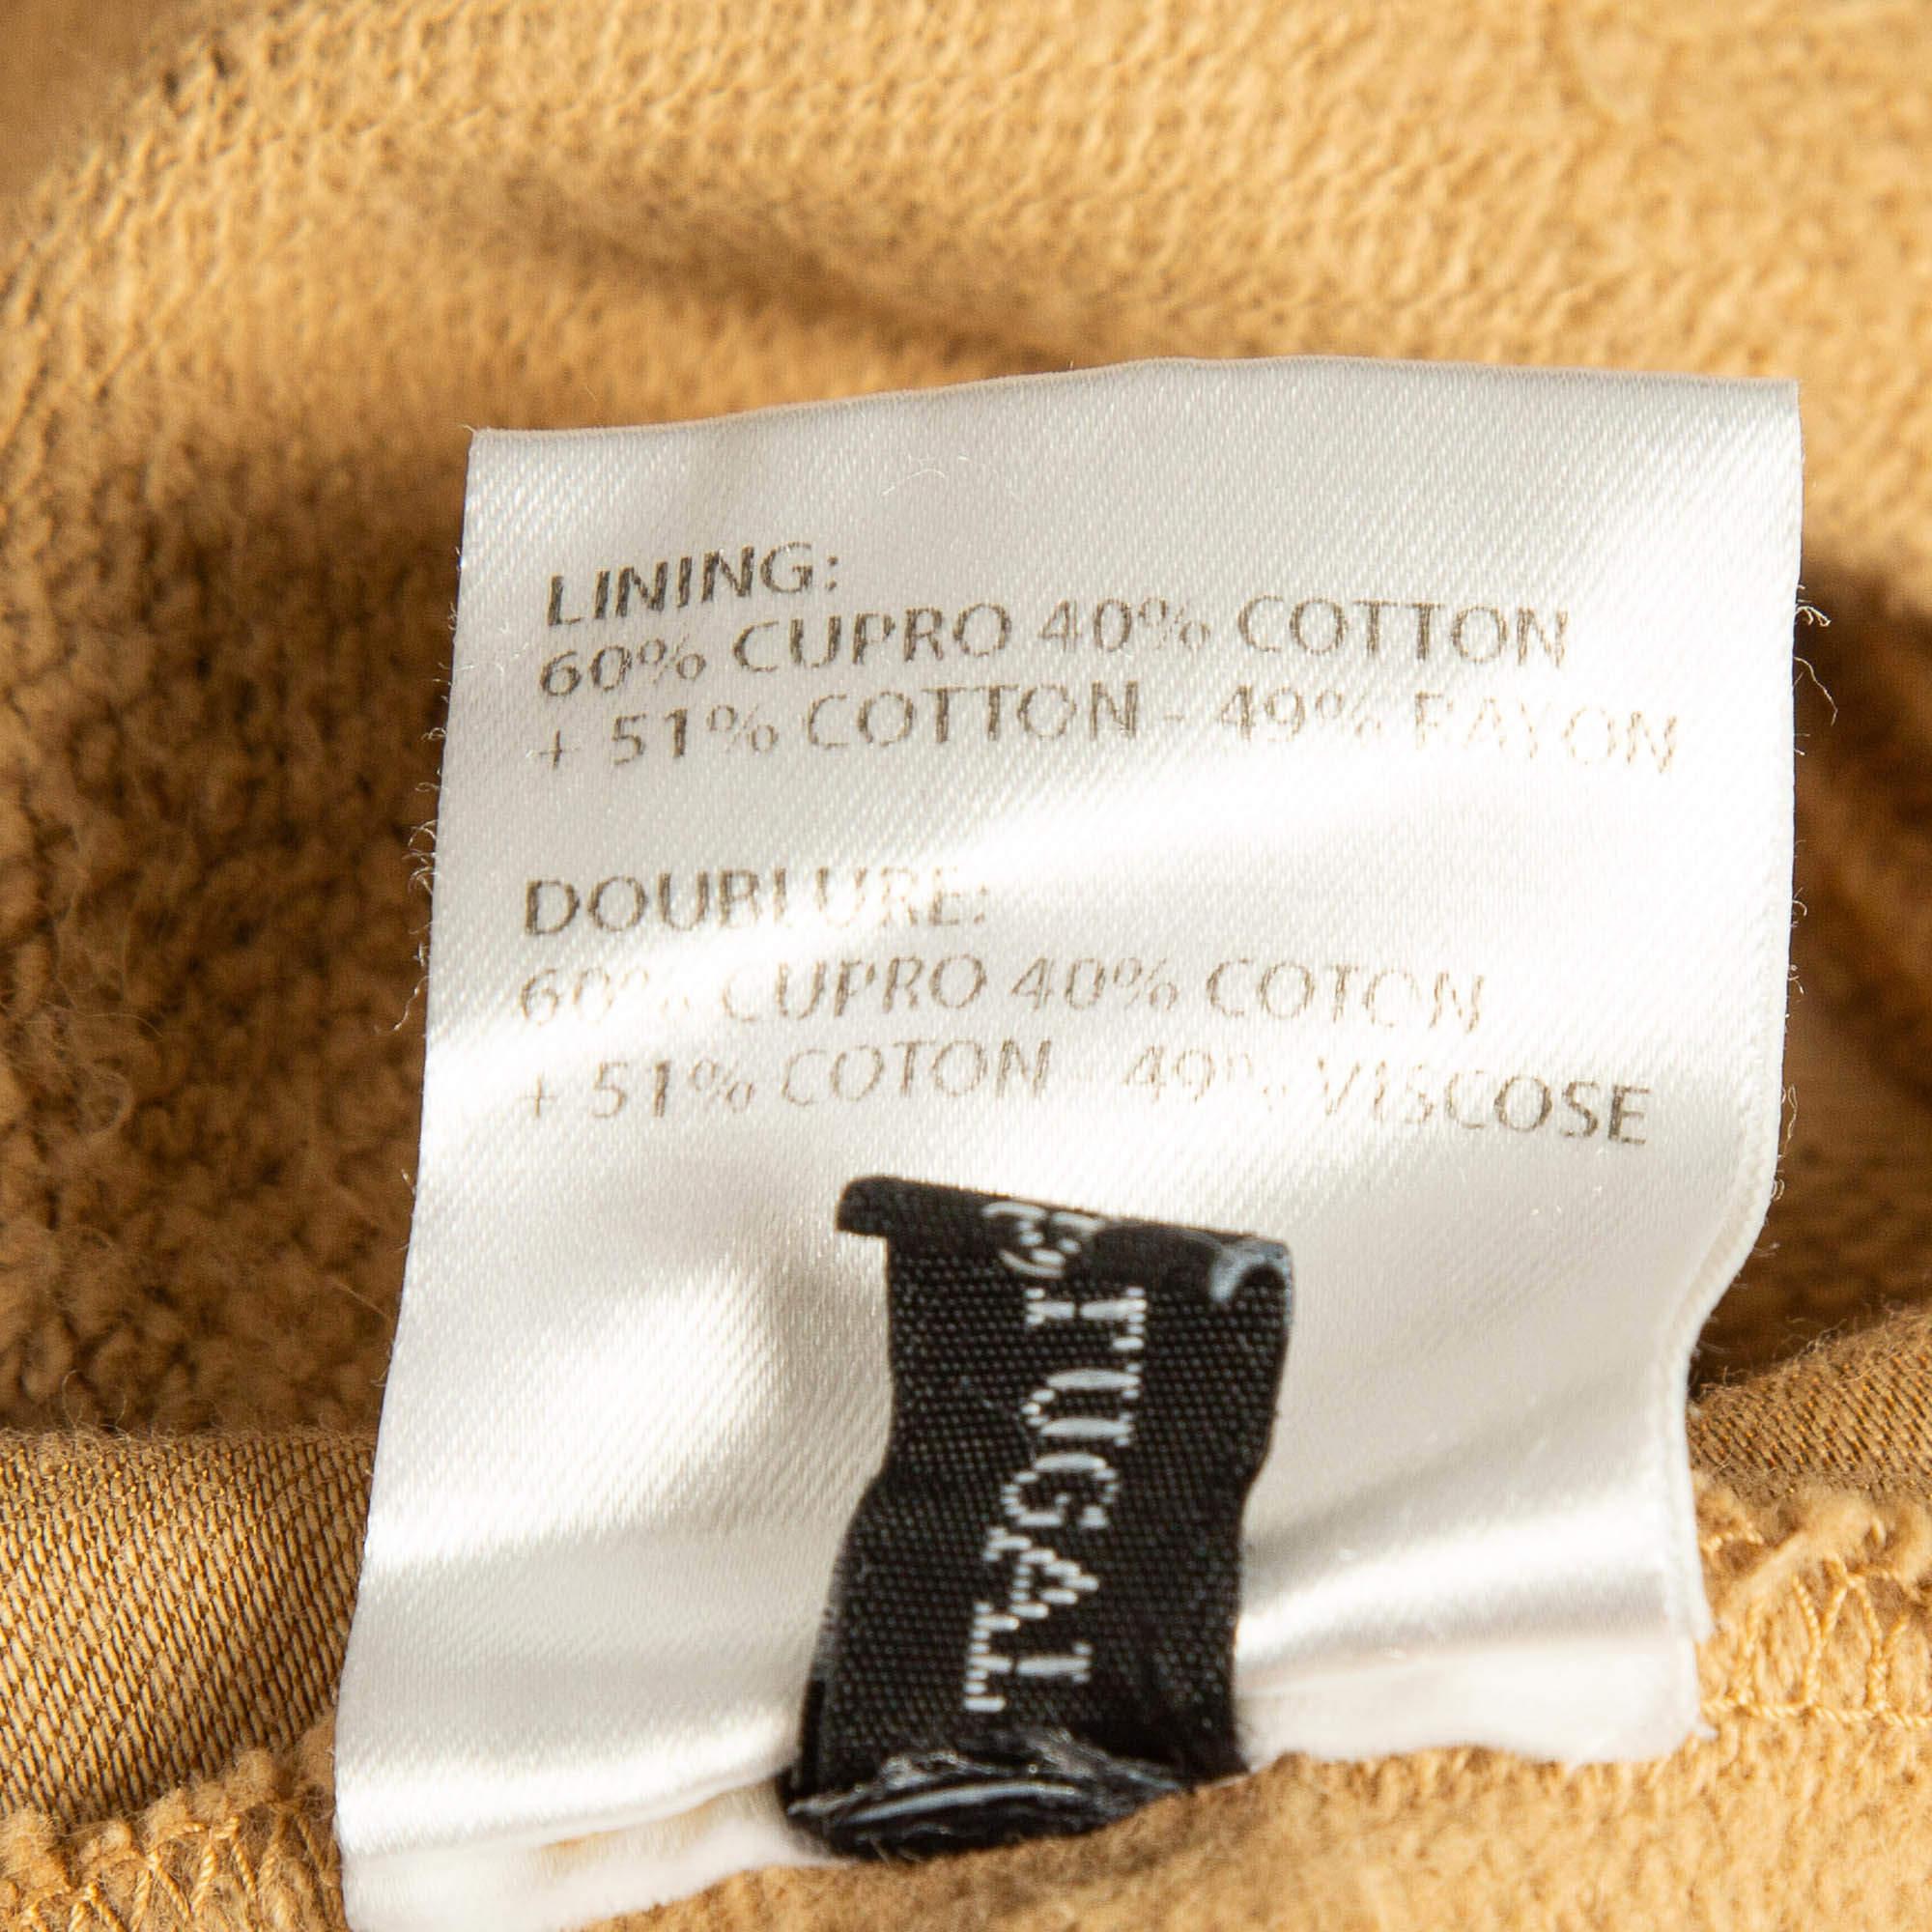 LINING:
60% CUPRO 40% COTTON
+ 51% COTTON - 49% RAYON
DOUBLURE:
60% CUPRO 40% COTON
+ 51% COTON - 49% VISCOSE